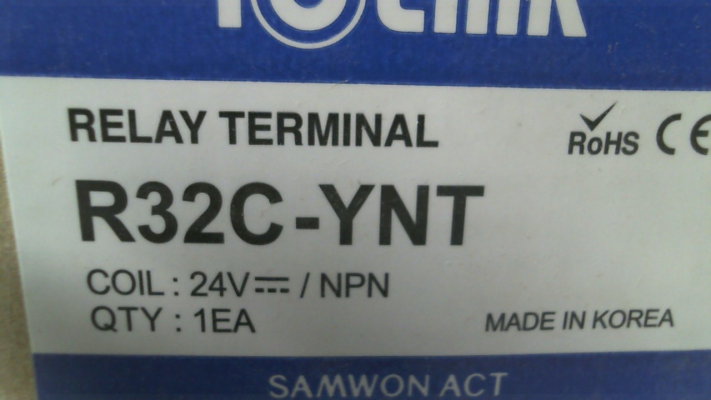 RELAY TERMINAL
RoHS CE
R32C-YNT
COIL : 24V⎓ / NPN
QTY : 1EA
MADE IN KOREA
SAMWON ACT